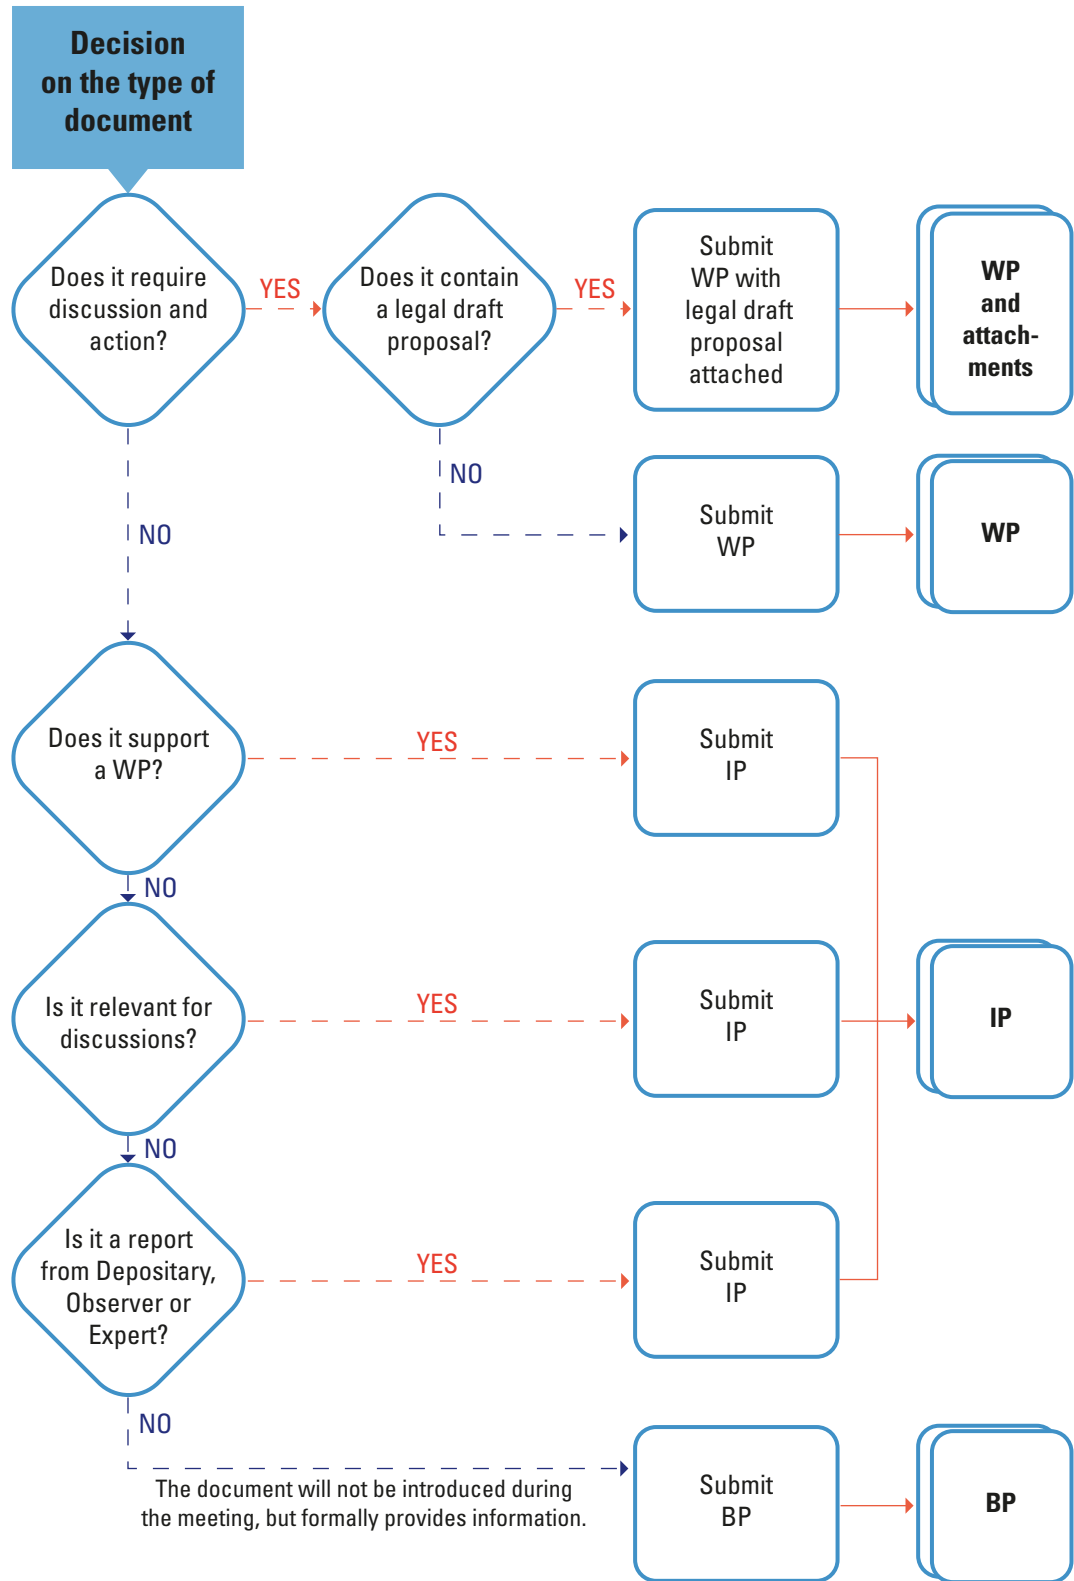 Decision
on the type of
document
Does it require
discussion and
action?
YES
Does it contain
a legal draft
proposal?
YES
Submit
WP with
legal draft
proposal
attached
WP
and
attach-
ments
NO
NO
Submit
WP
WP
Does it support
a WP?
YES
Submit
IP
NO
Is it relevant for
discussions?
YES
Submit
IP
IP
NO
Is it a report
from Depositary,
Observer or
Expert?
YES
Submit
IP
NO
The document will not be introduced during
the meeting, but formally provides information.
Submit
BP
BP